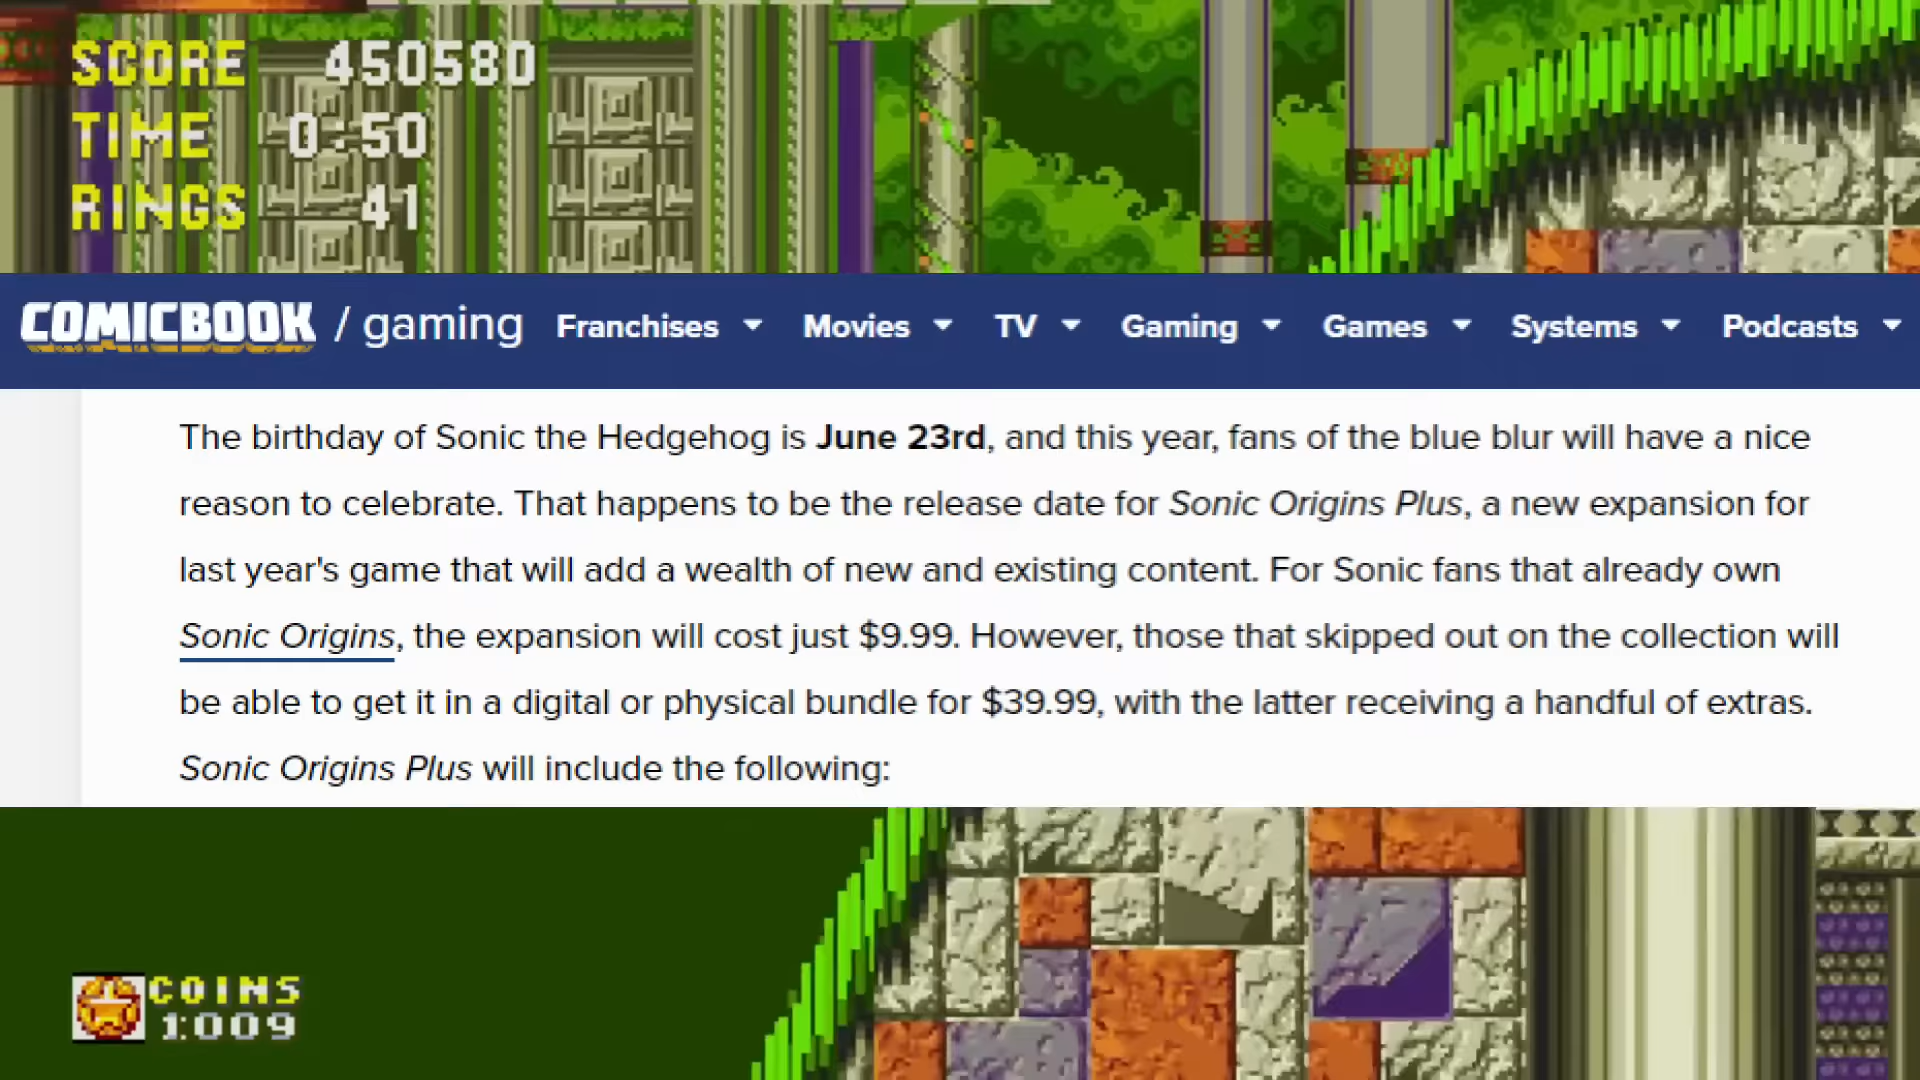 SCORE 450580
TIME 0:50
RINGS 41
COMICBOOK / gaming Franchises Movies TV Gaming Games Systems Podcasts
The birthday of Sonic the Hedgehog is June 23rd, and this year, fans of the blue blur will have a nice
reason to celebrate. That happens to be the release date for Sonic Origins Plus, a new expansion for
last year's game that will add a wealth of new and existing content. For Sonic fans that already own
Sonic Origins, the expansion will cost just $9.99. However, those that skipped out on the collection will
be able to get it in a digital or physical bundle for $39.99, with the latter receiving a handful of extras.
Sonic Origins Plus will include the following:
COINS
1:009